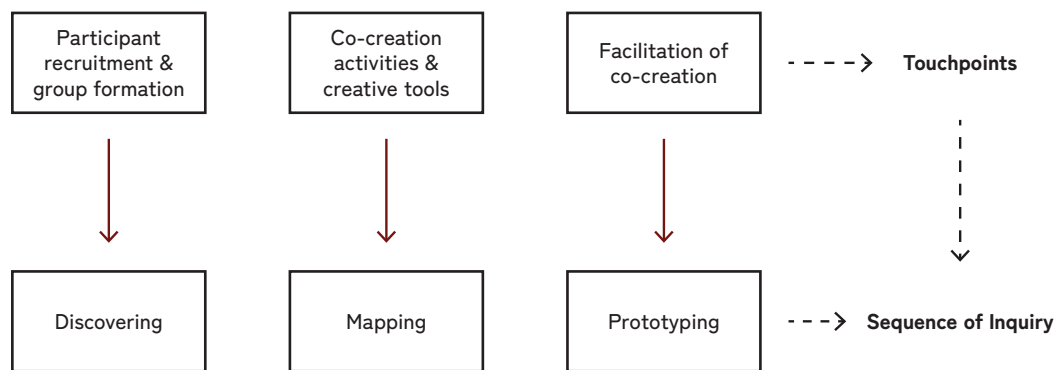 Participant
recruitment &
group formation
Co-creation
activities &
creative tools
Facilitation of
co-creation
Touchpoints
Discovering
Mapping
Prototyping
Sequence of Inquiry